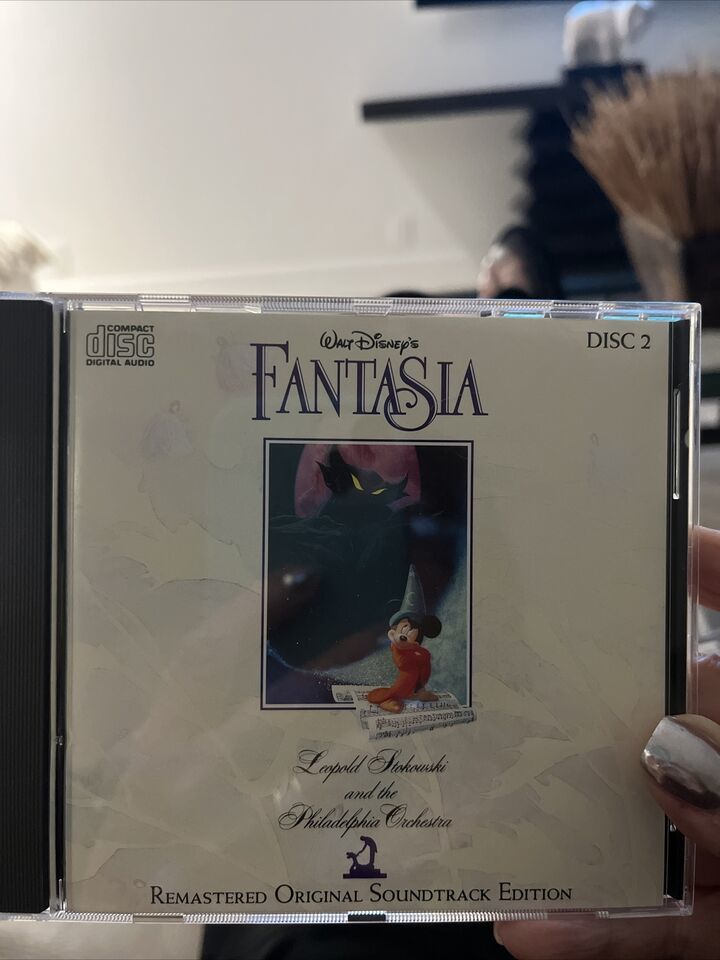 COMPACT
disc
DIGITAL AUDIO
DISC 2
WALT DISNEY'S
FANTASIA
Leopold Stokowski
and the
Philadelphia Orchestra
REMASTERED ORIGINAL SOUNDTRACK EDITION